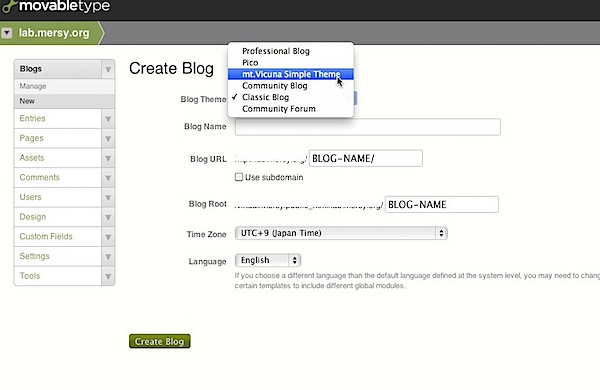 movabletype
lab.mersy.org
Blogs
Manage
New
Entries
Pages
Assets
Comments
Users
Design
Custom Fields
Settings
Tools
Create Blog
Blog Theme
Professional Blog
Pico
mt.Vicuna Simple Theme
Community Blog
✓ Classic Blog
Community Forum
Blog Name
Blog URL
BLOG-NAME/
Use subdomain
Blog Root
BLOG-NAME
Time Zone
UTC+9 (Japan Time)
Language
English
If you choose a different language than the default language defined at the system level, you may need to chang
certain templates to include different global modules.
Create Blog